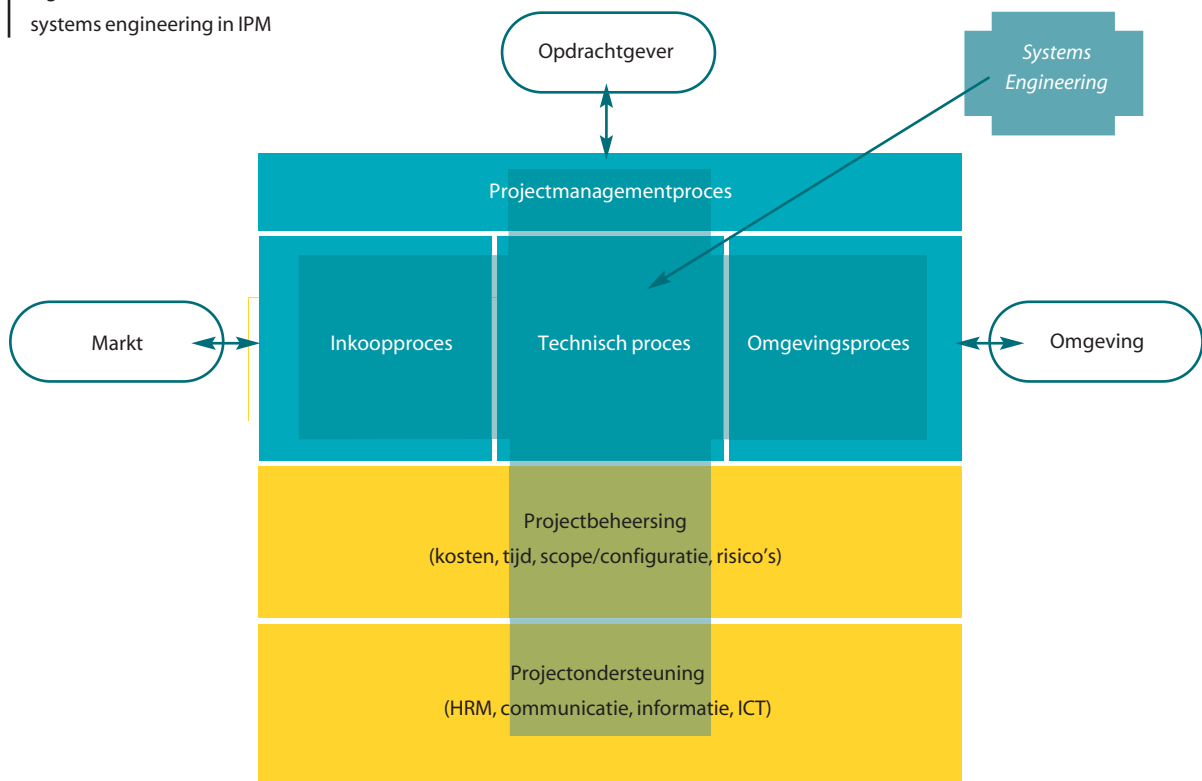 systems engineering in IPM
Opdrachtgever
Systems
Engineering
Projectmanagementproces
Markt
Inkoopproces
Technisch proces
Omgevingsproces
Omgeving
Projectbeheersing
(kosten, tijd, scope/configuratie, risico's)
Projectondersteuning
(HRM, communicatie, informatie, ICT)